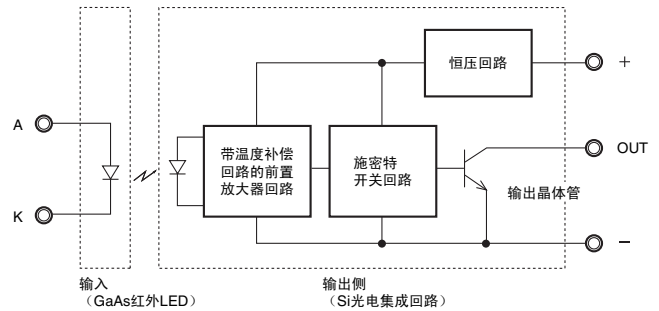 恒压回路
+
A
带温度补偿
回路的前置
放大器回路
施密特
开关回路
OUT
输出晶体管
K
−
输入
（GaAs红外LED）
输出侧
（Si光电集成回路）